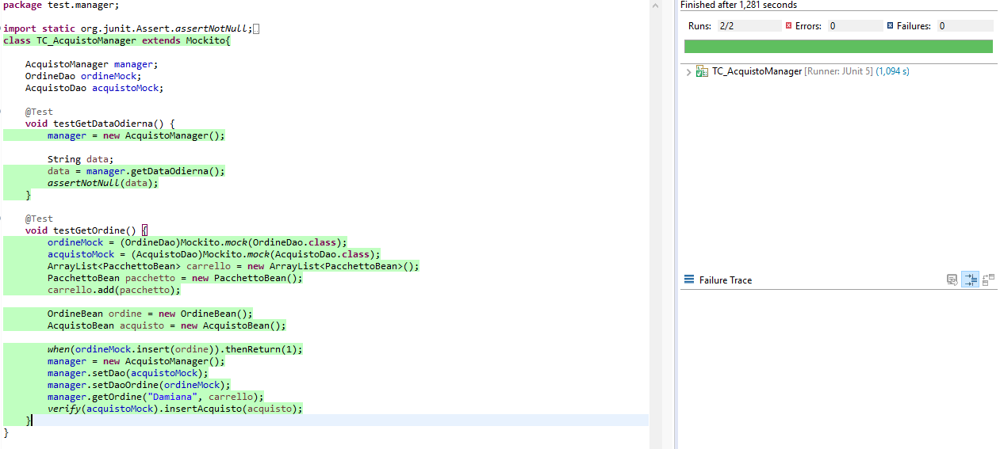 package test.manager;
import static org.junit.Assert.assertNotNull;
class TC_AcquistoManager extends Mockito{
AcquistoManager manager;
OrdineDao ordineMock;
AcquistoDao acquistoMock;
@Test
void testGetDataOdierna() {
manager = new AcquistoManager();
String data;
data = manager.getDataOdierna();
assertNotNull(data);
}
@Test
void testGetOrdine() {
ordineMock = (OrdineDao)Mockito.mock(OrdineDao.class);
acquistoMock = (AcquistoDao)Mockito.mock(AcquistoDao.class);
ArrayList<PacchettoBean> carrello = new ArrayList<PacchettoBean>();
PacchettoBean pacchetto = new PacchettoBean();
carrello.add(pacchetto);
OrdineBean ordine = new OrdineBean();
AcquistoBean acquisto = new AcquistoBean();
when(ordineMock.insert(ordine)).thenReturn(1);
manager = new AcquistoManager();
manager.setDao(acquistoMock);
manager.setDaoOrdine(ordineMock);
manager.getOrdine("Damiana", carrello);
verify(acquistoMock).insertAcquisto(acquisto);
}
}
Finished after 1,281 seconds
Runs: 2/2 Errors: 0 Failures: 0
TC_AcquistoManager [Runner: JUnit 5] (1,094 s)
Failure Trace